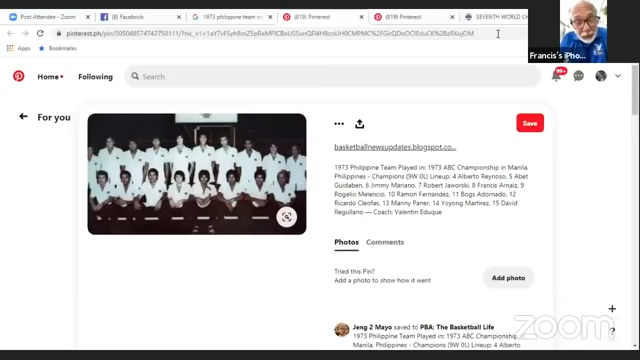 Post Attendee - Zoom
(8) Facebook
1973 philippine team
(819) Pinterest
(819) Pinterest
SEVENTH WORLD CH
Apps
Bookmarks
Francis's iPho...
Home
Following
Search
99+
For you
Save
basketballnewsupdates.blogspot.co...
1973 Philippine Team Played in: 1973 ABC Championship in Manila,
Philippines - Champions (9W 0L) Lineup: 4 Alberto Reynoso, 5 Abet
Guidaben, 6 Jimmy Mariano, 7 Robert Jaworski, 8 Francis Arnaiz, 9
Rogelio Melencio, 10 Ramon Fernandez, 11 Bogs Adornado, 12
Ricardo Cleofas, 13 Manny Paner, 14 Yoyong Martirez, 15 David
Regullano — Coach: Valentin Eduque
Photos
Comments
Tried this Pin?
Add a photo to show how it went
Add photo
Jeng 2 Mayo saved to PBA: The Basketball Life
1973 Philippine Team Played in: 1973 ABC Championship
Philippines - Champions (9W 0L) Lineup: 4 Alberto
zoom